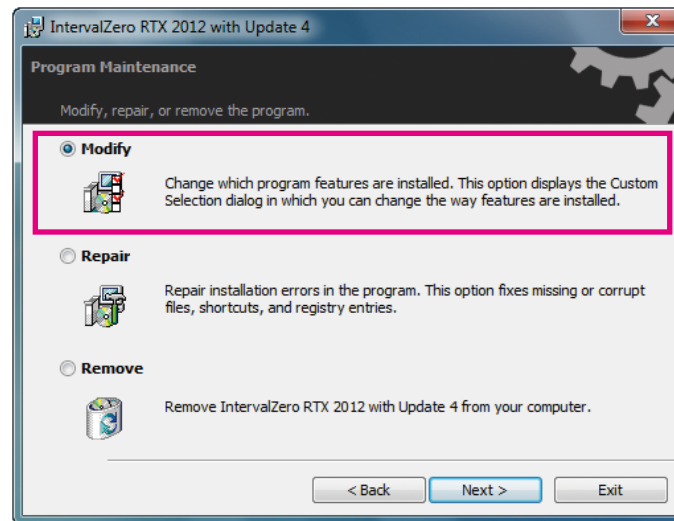 IntervalZero RTX 2012 with Update 4
Program Maintenance
Modify, repair, or remove the program.
Modify
Change which program features are installed. This option displays the Custom
Selection dialog in which you can change the way features are installed.
Repair
Repair installation errors in the program. This option fixes missing or corrupt
files, shortcuts, and registry entries.
Remove
Remove IntervalZero RTX 2012 with Update 4 from your computer.
< Back Next > Exit